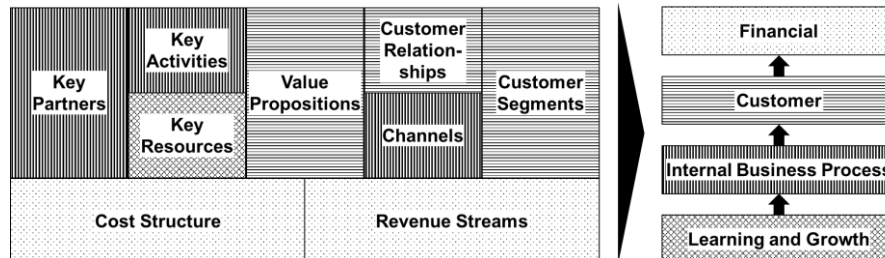 Key
Partners
Key
Activities
Key
Resources
Value
Propositions
Customer
Relation-
ships
Channels
Customer
Segments
Cost Structure
Revenue Streams
Financial
Customer
Internal Business Process
Learning and Growth